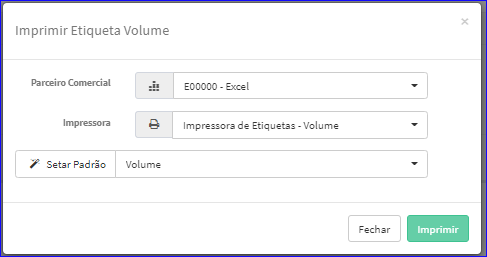 Imprimir Etiqueta Volume ×
Parceiro Comercial E00000 - Excel
Impressora Impressora de Etiquetas - Volume
Setar Padrão Volume
Fechar Imprimir